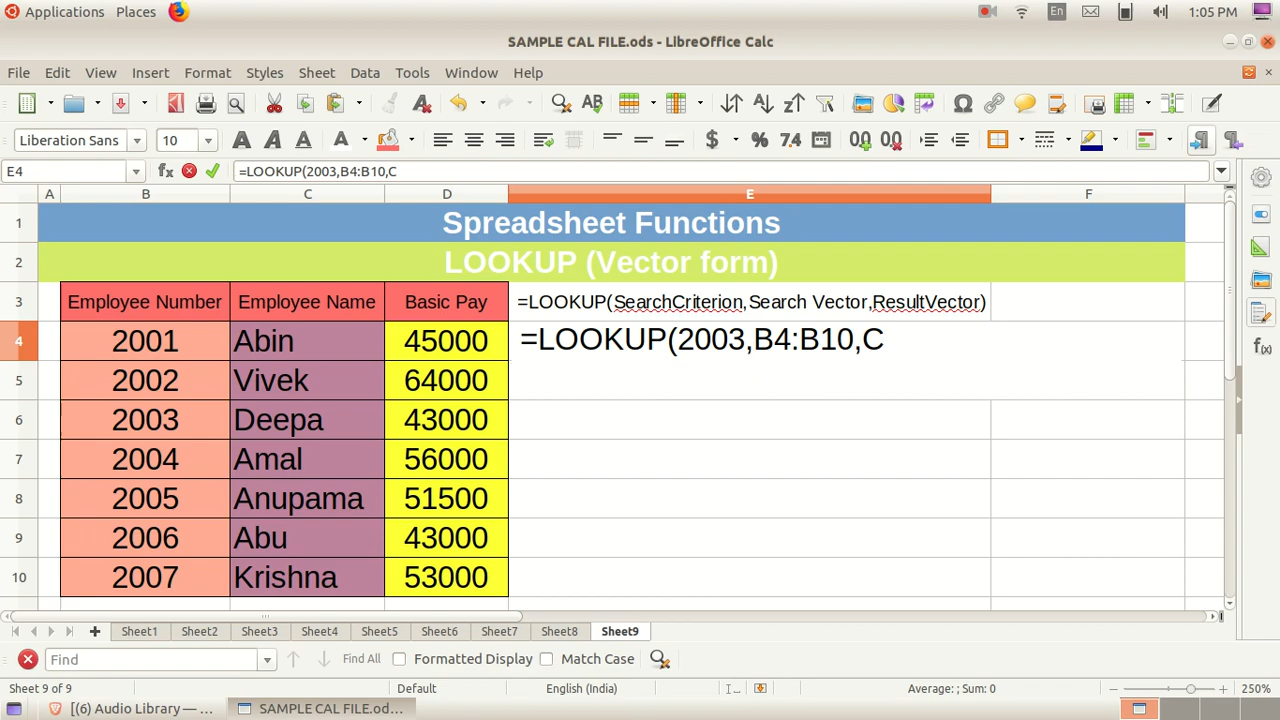 Applications Places En 1:05 PM
SAMPLE CAL FILE.ods - LibreOffice Calc
File Edit View Insert Format Styles Sheet Data Tools Window Help
Liberation Sans 10
E4 =LOOKUP(2003,B4:B10,C
A B C D E F
1 Spreadsheet Functions
2 LOOKUP (Vector form)
3 Employee Number Employee Name Basic Pay =LOOKUP(SearchCriterion,Search Vector,ResultVector)
4 2001 Abin 45000 =LOOKUP(2003,B4:B10,C
5 2002 Vivek 64000
6 2003 Deepa 43000
7 2004 Amal 56000
8 2005 Anupama 51500
9 2006 Abu 43000
10 2007 Krishna 53000
Sheet1 Sheet2 Sheet3 Sheet4 Sheet5 Sheet6 Sheet7 Sheet8 Sheet9
Find Find All Formatted Display Match Case
Sheet 9 of 9 Default English (India) Average: ; Sum: 0 250%
[(6) Audio Library — ... SAMPLE CAL FILE.od...